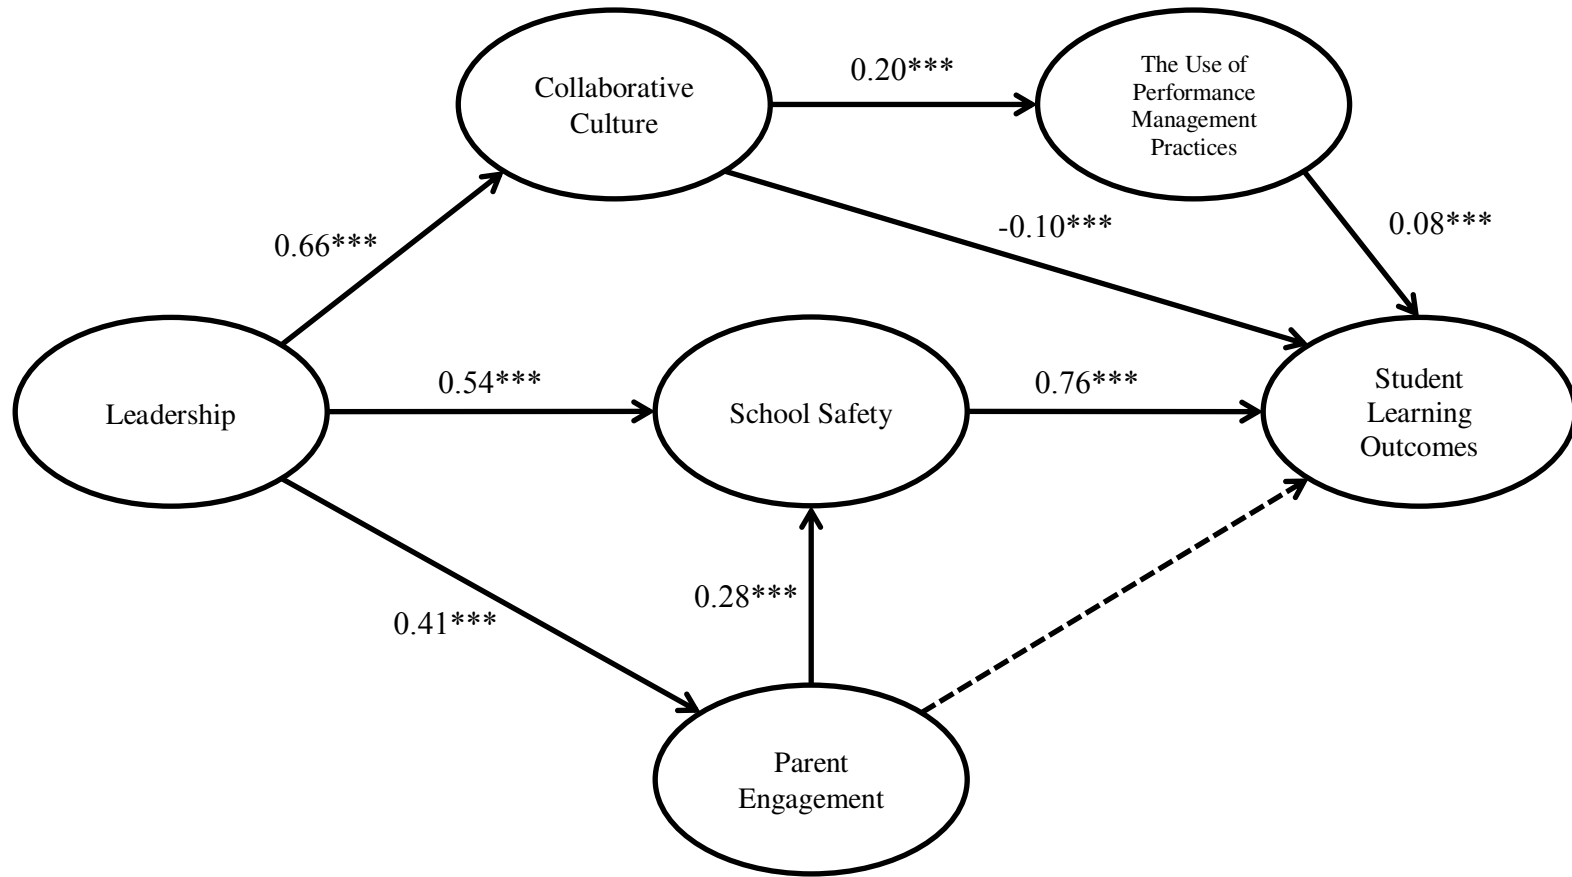 Collaborative
Culture
0.20***
The Use of
Performance
Management
Practices
0.66***
-0.10***
0.08***
Leadership
0.54***
School Safety
0.76***
Student
Learning
Outcomes
0.41***
0.28***
Parent
Engagement